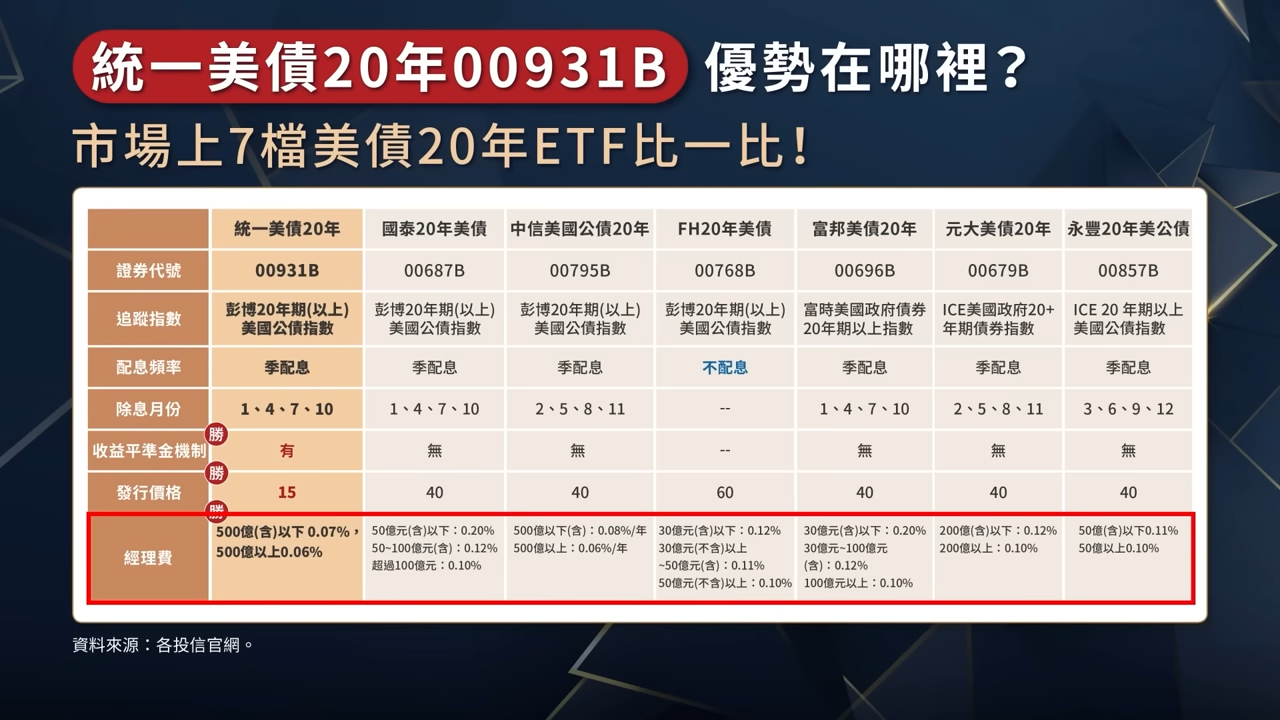 統一美債20年00931B 優勢在哪裡?
市場上7檔美債20年ETF比一比!
統一美債20年 國泰20年美債 中信美國公債20年 FH20年美債 富邦美債20年 元大美債20年 永豐20年美公債
證券代號 00931B 00687B 00795B 00768B 00696B 00679B 00857B
追蹤指數 彭博20年期(以上) 美國公債指數 彭博20年期(以上) 美國公債指數 彭博20年期(以上) 美國公債指數 彭博20年期(以上) 美國公債指數 富時美國政府債券 20年期以上指數 ICE美國政府20+ 年期債券指數 ICE 20 年期以上 美國公債指數
配息頻率 季配息 季配息 季配息 不配息 季配息 季配息 季配息
除息月份 1、4、7、10 1、4、7、10 2、5、8、11 -- 1、4、7、10 2、5、8、11 3、6、9、12
勝
收益平準金機制 有 無 無 -- 無 無 無
勝
發行價格 15 40 40 60 40 40 40
勝
經理費 500億(含)以下 0.07%, 500億以上0.06% 50億元(含)以下:0.20% 50~100億元(含):0.12% 超過100億元:0.10% 500億以下(含):0.08%/年 500億以上:0.06%/年 30億元(含)以下:0.12% 30億元(不含)以上 ~50億元(含):0.11% 50億元(不含)以上:0.10% 30億元(含)以下:0.20% 30億元~100億元 (含):0.12% 100億元以上:0.10% 200億(含)以下:0.12% 200億以上:0.10% 50億(含)以下0.11% 50億以上0.10%
資料來源:各投信官網。